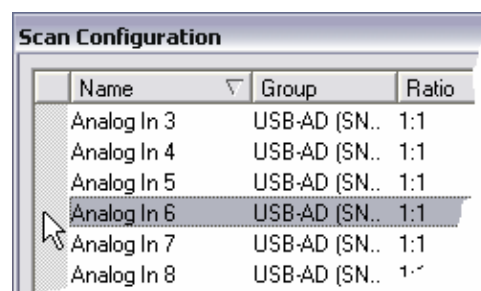 Scan Configuration
Name Group Ratio
Analog In 3 USB-AD (SN.. 1:1
Analog In 4 USB-AD (SN.. 1:1
Analog In 5 USB-AD (SN.. 1:1
Analog In 6 USB-AD (SN.. 1:1
Analog In 7 USB-AD (SN.. 1:1
Analog In 8 USB-AD (SN..